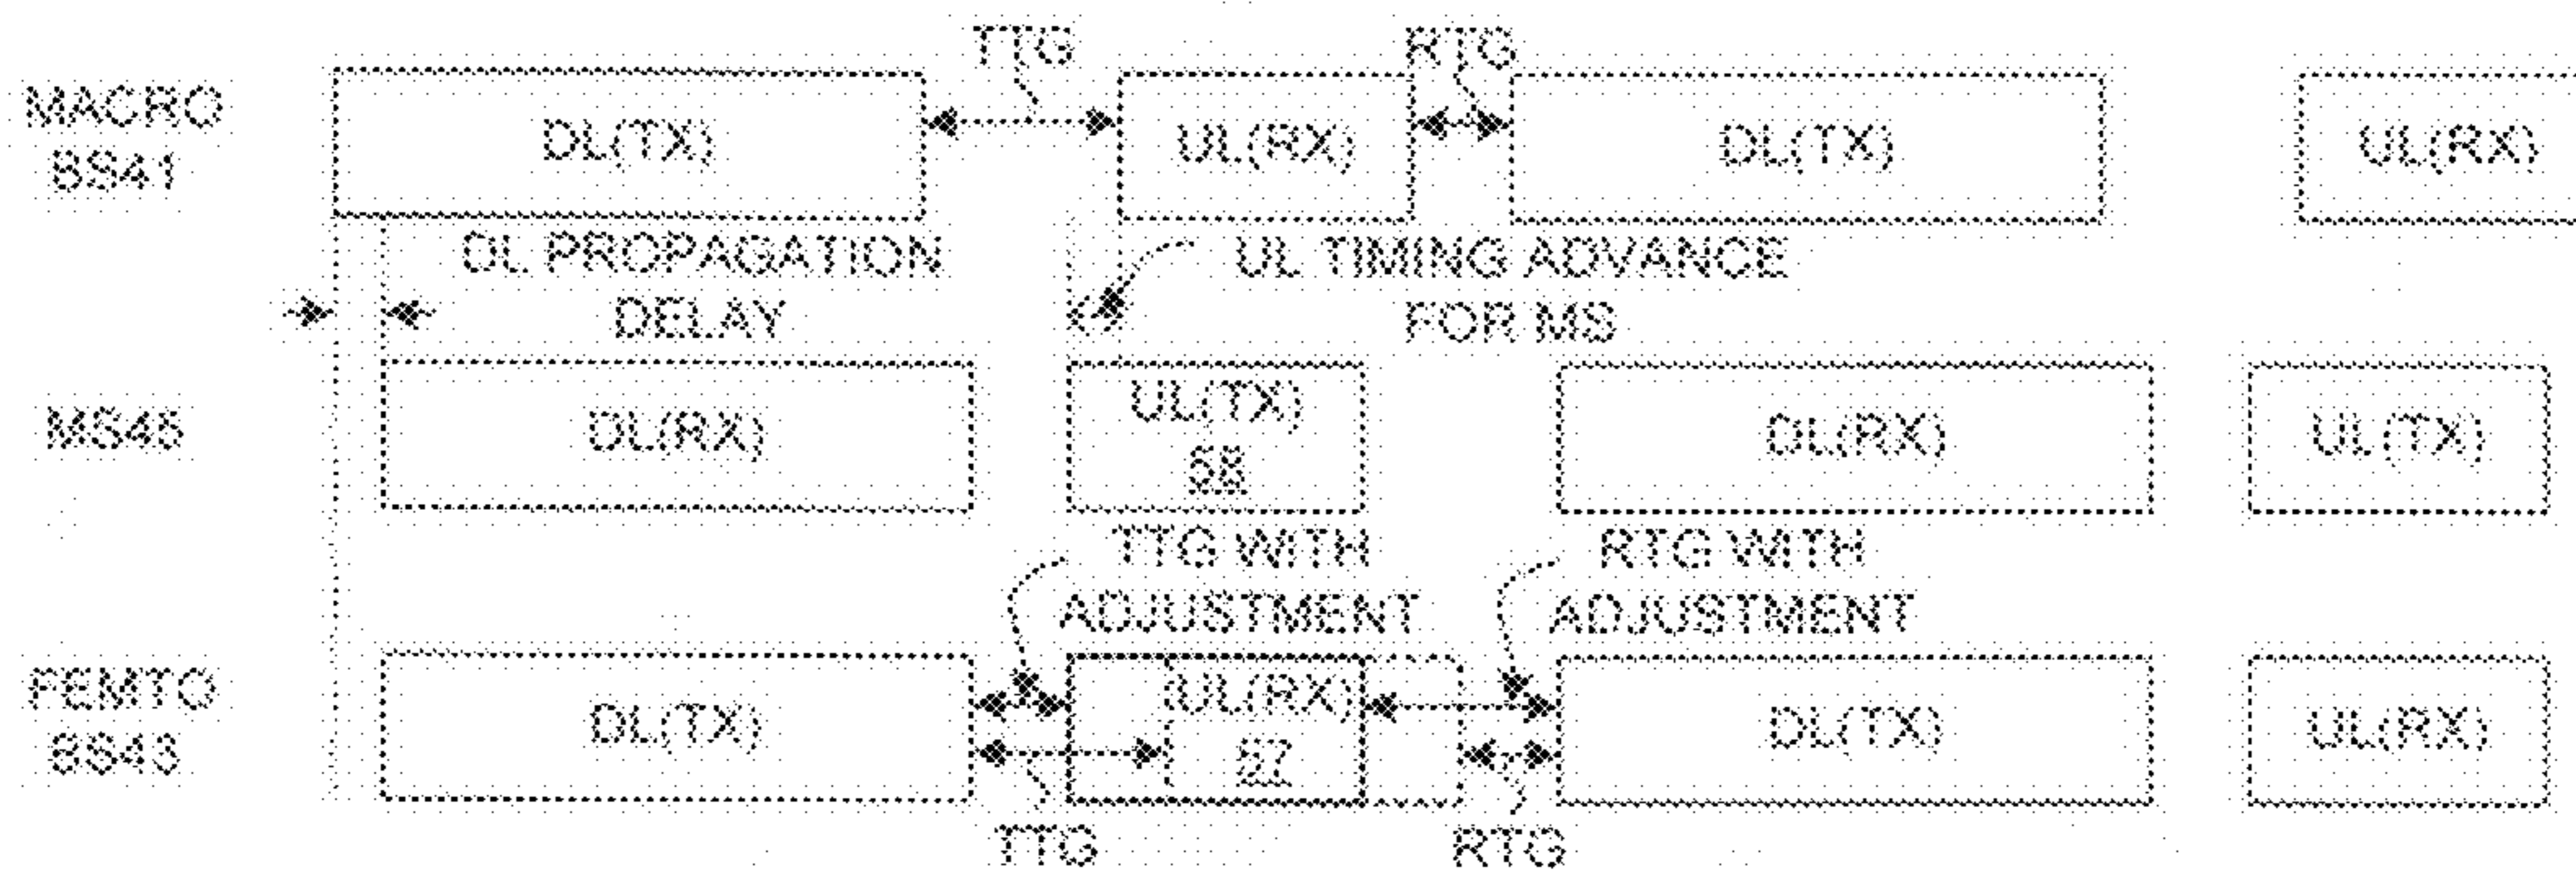 TTG RTG
MACRO
BS41
DL(TX) UL(RX) DL(TX) UL(RX)
DL PROPAGATION
DELAY
UL TIMING ADVANCE
FOR MS
MS45
DL(RX) UL(TX) DL(RX) UL(TX)
58
TTG WITH
ADJUSTMENT
RTG WITH
ADJUSTMENT
FEMTO
BS43
DL(TX) UL(RX) DL(TX) UL(RX)
57
TTG RTG